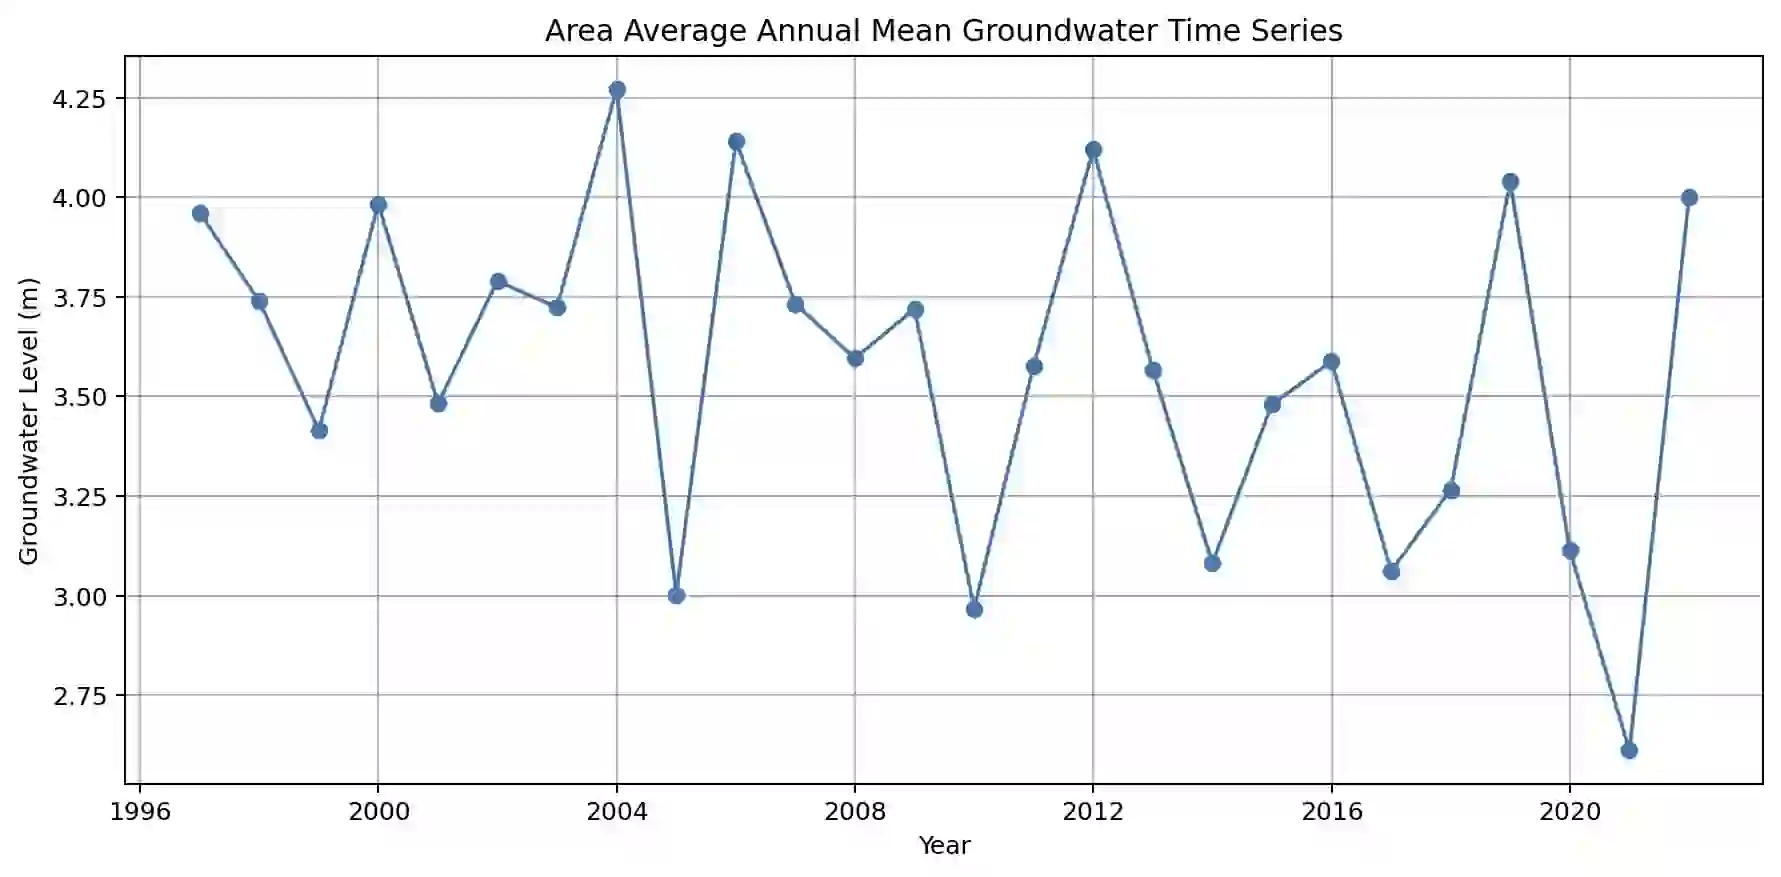 Area Average Annual Mean Groundwater Time Series
Groundwater Level (m)
4.25
4.00
3.75
3.50
3.25
3.00
2.75
1996 2000 2004 2008 2012 2016 2020
Year